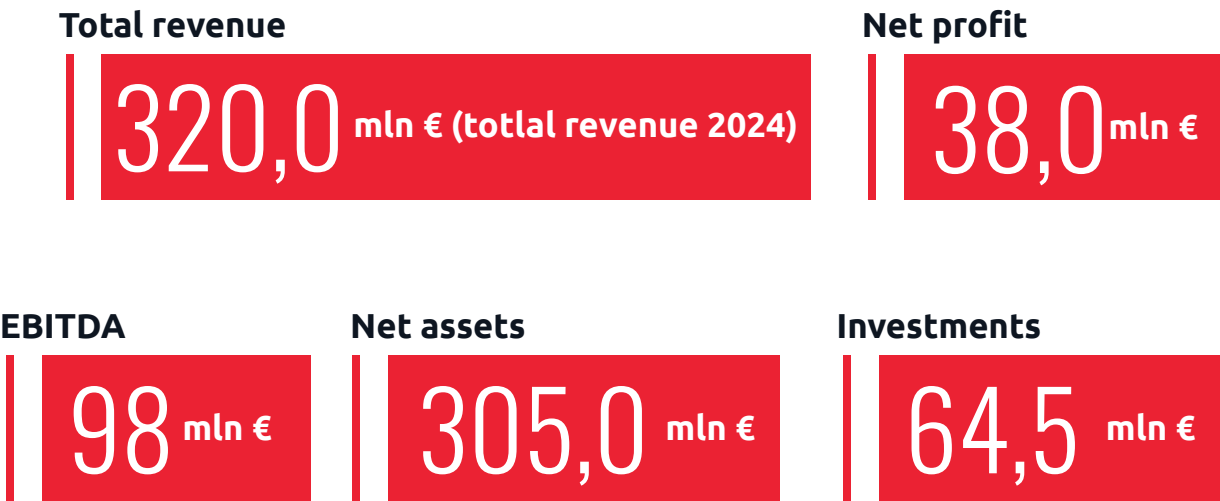 Total revenue
320,0 mln € (totlal revenue 2024)
Net profit
38,0 mln €
EBITDA
98 mln €
Net assets
305,0 mln €
Investments
64,5 mln €